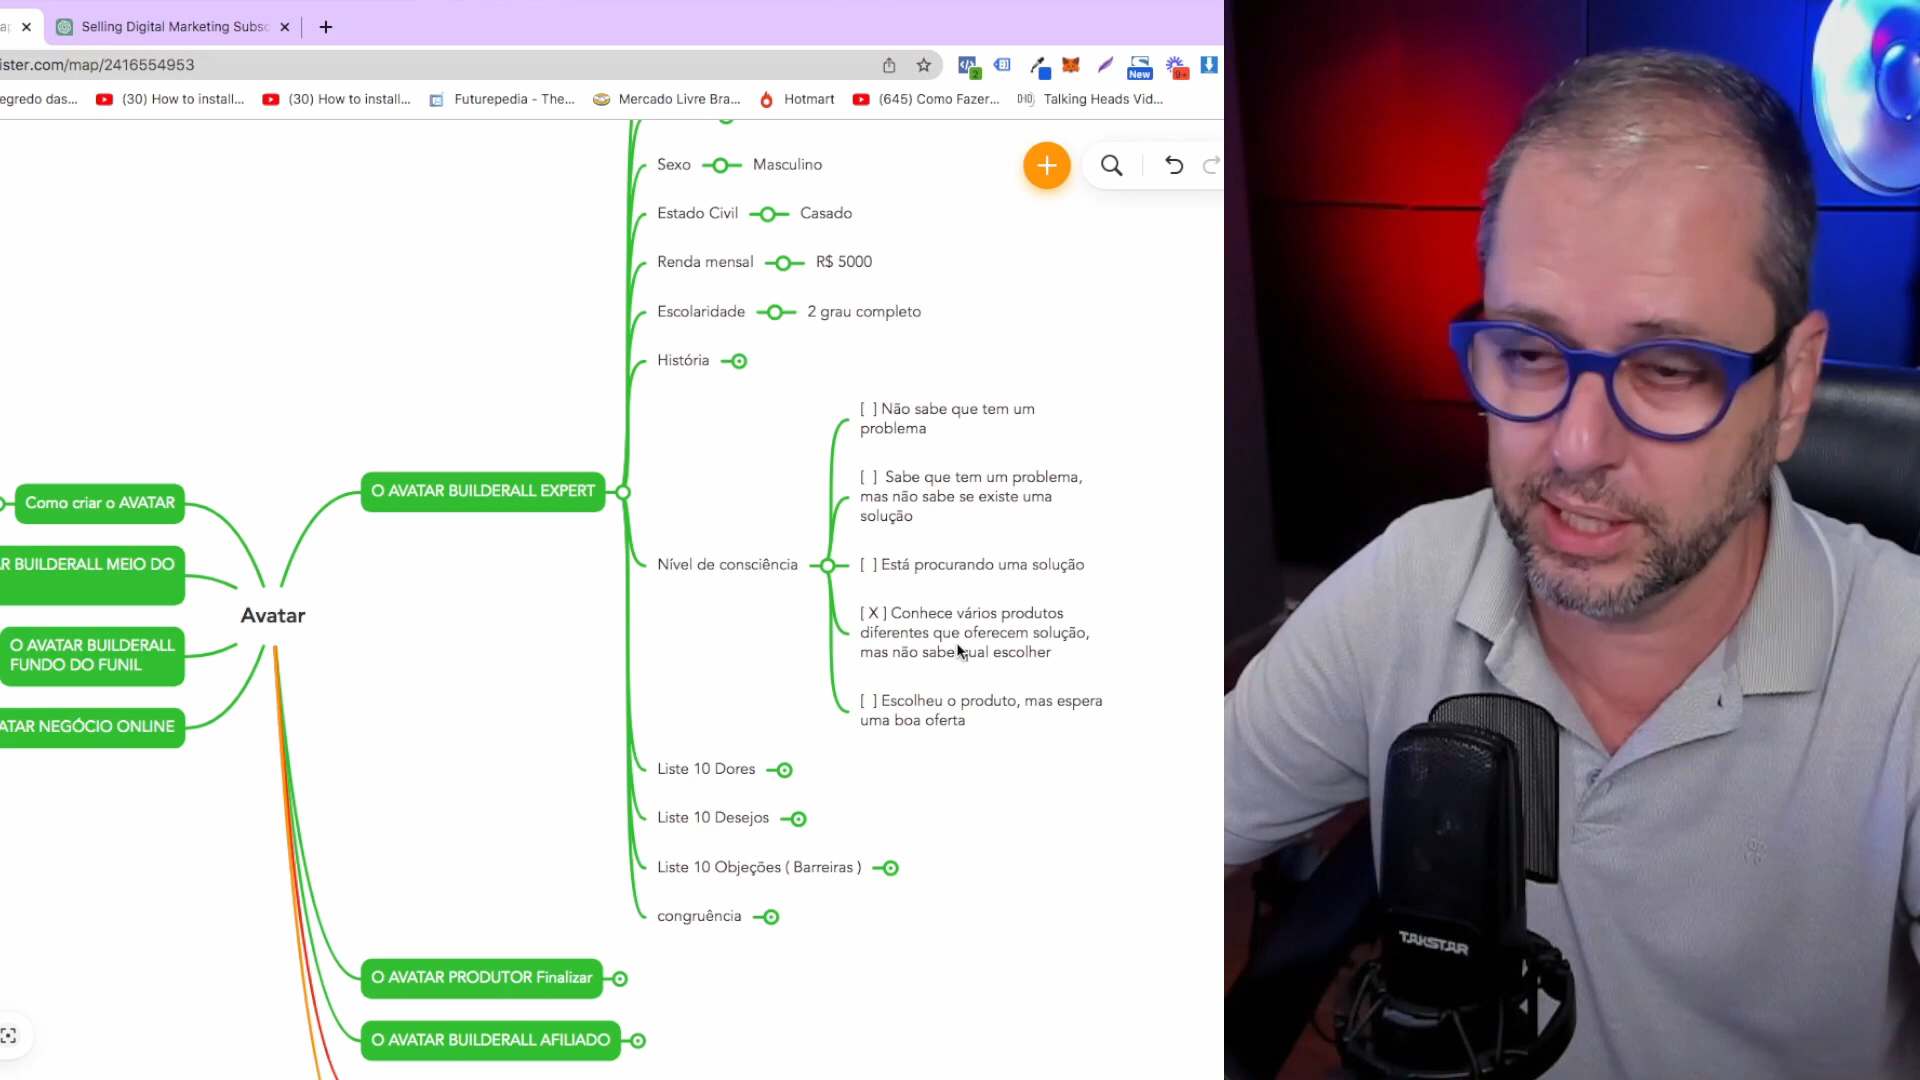 Selling Digital Marketing Subsc
ister.com/map/2416554953
2
New
9+
egredo das...
(30) How to install...
(30) How to install...
Futurepedia - The...
Mercado Livre Bra...
Hotmart
(645) Como Fazer...
Talking Heads Vid...
Sexo
Masculino
Estado Civil
Casado
Renda mensal
R$ 5000
Escolaridade
2 grau completo
História
[ ] Não sabe que tem um
problema
[ ] Sabe que tem um problema,
mas não sabe se existe uma
solução
Nível de consciência
[ ] Está procurando uma solução
[ X ] Conhece vários produtos
diferentes que oferecem solução,
mas não sabe qual escolher
[ ] Escolheu o produto, mas espera
uma boa oferta
Liste 10 Dores
Liste 10 Desejos
Liste 10 Objeções ( Barreiras )
congruência
O AVATAR BUILDERALL EXPERT
Como criar o AVATAR
R BUILDERALL MEIO DO
Avatar
O AVATAR BUILDERALL
FUNDO DO FUNIL
ATAR NEGÓCIO ONLINE
O AVATAR PRODUTOR Finalizar
O AVATAR BUILDERALL AFILIADO
TAKSTAR